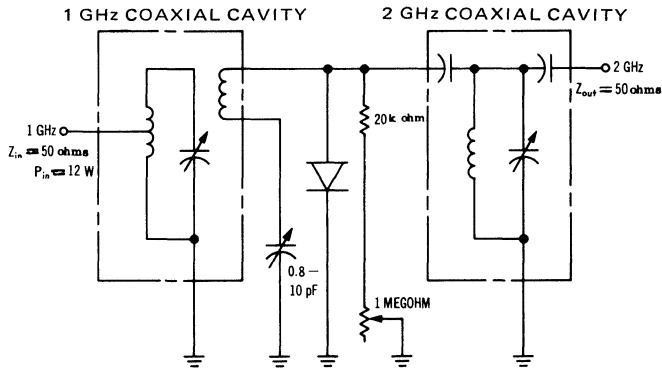 1 GHz COAXIAL CAVITY
2 GHz COAXIAL CAVITY
1 GHz
Zin = 50 ohms
Pin = 12 W
20k ohm
2 GHz
Zout = 50 ohms
0.8 –
10 pF
1 MEGOHM